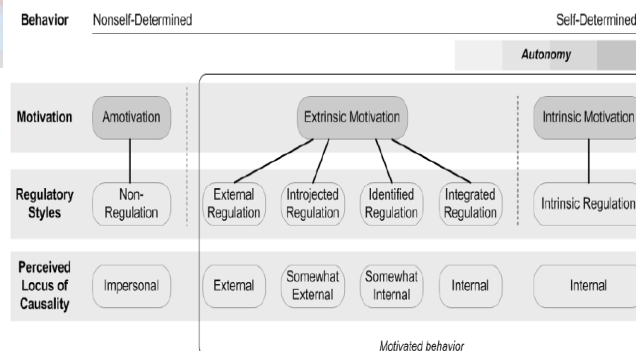 Behavior Nonself-Determined Self-Determined
Autonomy
Motivation Amotivation Extrinsic Motivation Intrinsic Motivation
Regulatory Styles
Non-Regulation
External Regulation
Introjected Regulation
Identified Regulation
Integrated Regulation
Intrinsic Regulation
Perceived Locus of Causality
Impersonal
External
Somewhat External
Somewhat Internal
Internal
Internal
Motivated behavior